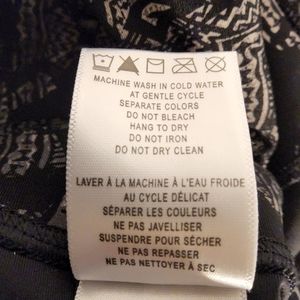 MACHINE WASH IN COLD WATER
AT GENTLE CYCLE
SEPARATE COLORS
DO NOT BLEACH
HANG TO DRY
DO NOT IRON
DO NOT DRY CLEAN
LAVER À LA MACHINE À L'EAU FROIDE
AU CYCLE DÉLICAT
SÉPARER LES COULEURS
NE PAS JAVELLISER
SUSPENDRE POUR SÉCHER
NE PAS REPASSER
NE PAS NETTOYER À SEC